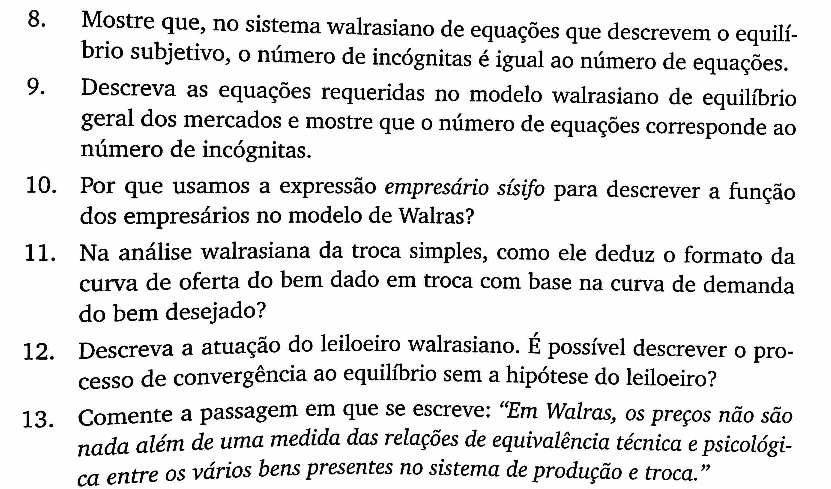 8. Mostre que, no sistema walrasiano de equações que descrevem o equilí-
brio subjetivo, o número de incógnitas é igual ao número de equações.
9. Descreva as equações requeridas no modelo walrasiano de equilíbrio
geral dos mercados e mostre que o número de equações corresponde ao
número de incógnitas.
10. Por que usamos a expressão empresário sísifo para descrever a função
dos empresários no modelo de Walras?
11. Na análise walrasiana da troca simples, como ele deduz o formato da
curva de oferta do bem dado em troca com base na curva de demanda
do bem desejado?
12. Descreva a atuação do leiloeiro walrasiano. É possível descrever o pro-
cesso de convergência ao equilíbrio sem a hipótese do leiloeiro?
13. Comente a passagem em que se escreve: “Em Walras, os preços não são
nada além de uma medida das relações de equivalência técnica e psicológi-
ca entre os vários bens presentes no sistema de produção e troca.”